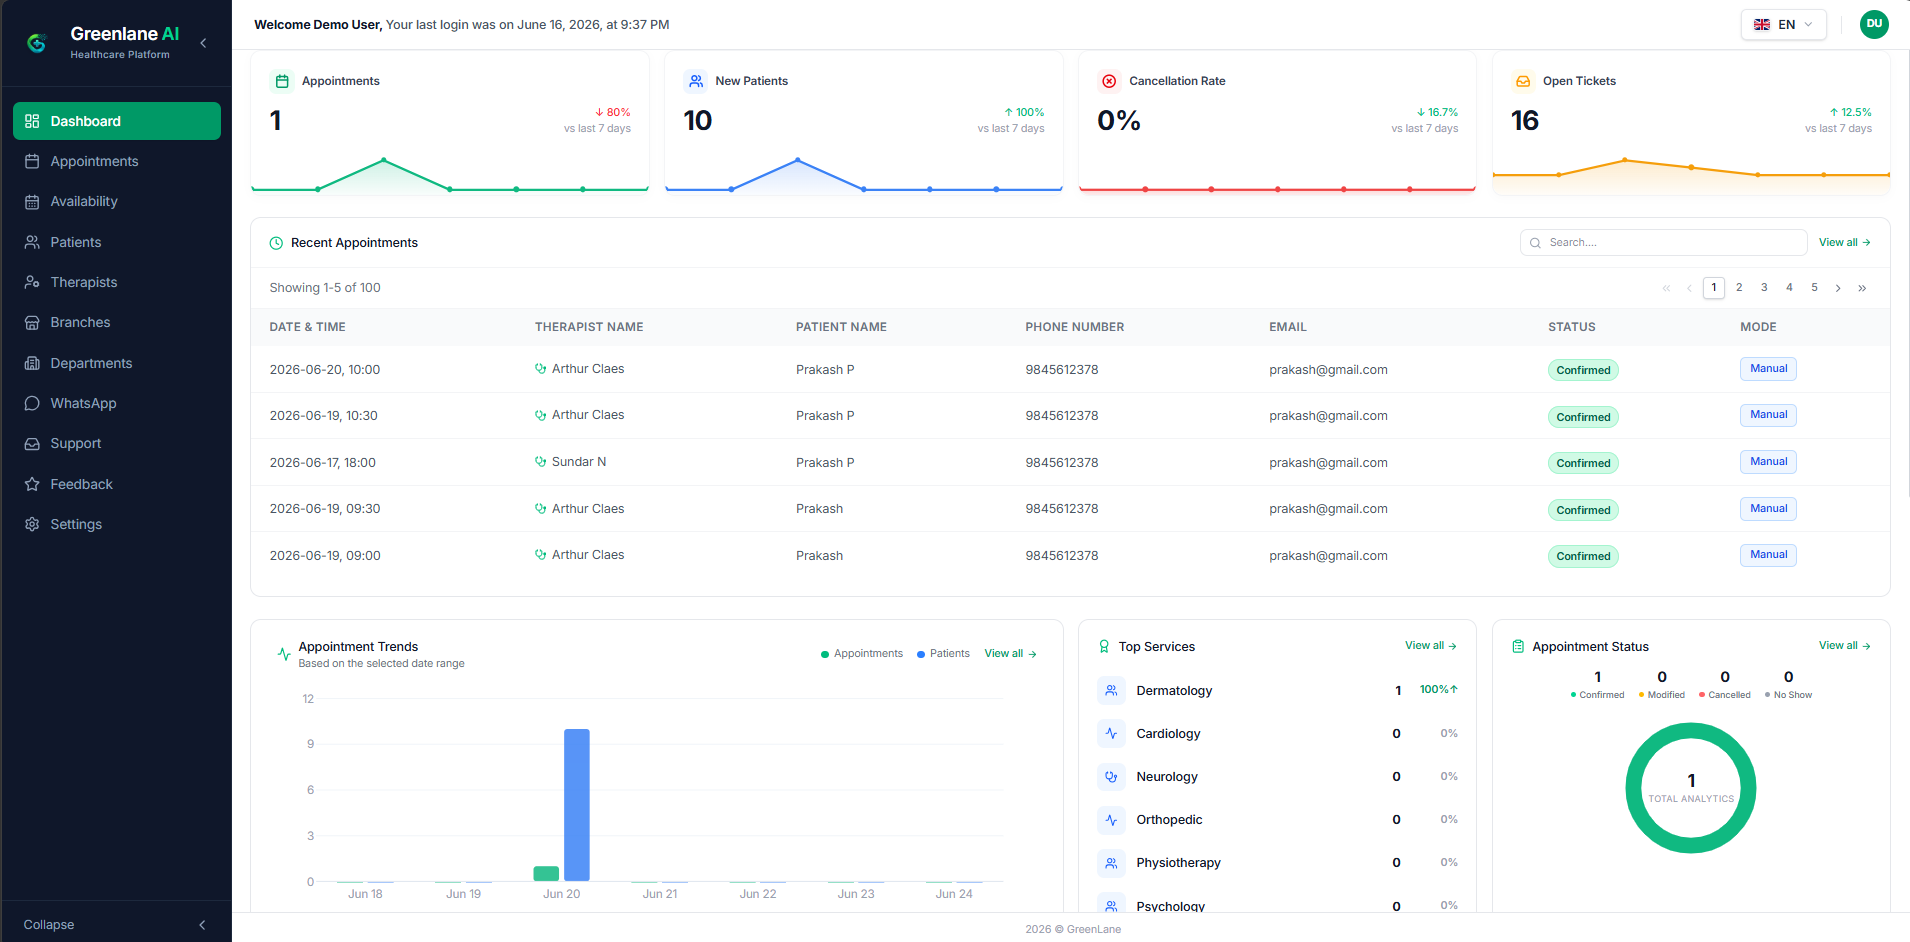 Greenlane AI
Healthcare Platform
Dashboard
Appointments
Availability
Patients
Therapists
Branches
Departments
WhatsApp
Support
Feedback
Settings
Collapse
Welcome Demo User, Your last login was on June 16, 2026, at 9:37 PM
EN
DU
Appointments
1
↓ 80%
vs last 7 days
New Patients
10
↑ 100%
vs last 7 days
Cancellation Rate
0%
↓ 16.7%
vs last 7 days
Open Tickets
16
↑ 12.5%
vs last 7 days
Recent Appointments
Search....
View all →
Showing 1-5 of 100
« ‹ 1 2 3 4 5 › »
DATE & TIME THERAPIST NAME PATIENT NAME PHONE NUMBER EMAIL STATUS MODE
2026-06-20, 10:00 Arthur Claes Prakash P 9845612378 prakash@gmail.com Confirmed Manual
2026-06-19, 10:30 Arthur Claes Prakash P 9845612378 prakash@gmail.com Confirmed Manual
2026-06-17, 18:00 Sundar N Prakash P 9845612378 prakash@gmail.com Confirmed Manual
2026-06-19, 09:30 Arthur Claes Prakash 9845612378 prakash@gmail.com Confirmed Manual
2026-06-19, 09:00 Arthur Claes Prakash 9845612378 prakash@gmail.com Confirmed Manual
Appointment Trends
Based on the selected date range
Appointments Patients View all →
12
9
6
3
0
Jun 18 Jun 19 Jun 20 Jun 21 Jun 22 Jun 23 Jun 24
Top Services View all →
Dermatology 1 100%↑
Cardiology 0 0%
Neurology 0 0%
Orthopedic 0 0%
Physiotherapy 0 0%
Psychology 0 0%
Appointment Status View all →
1 0 0 0
Confirmed Modified Cancelled No Show
1
TOTAL ANALYTICS
2026 © GreenLane